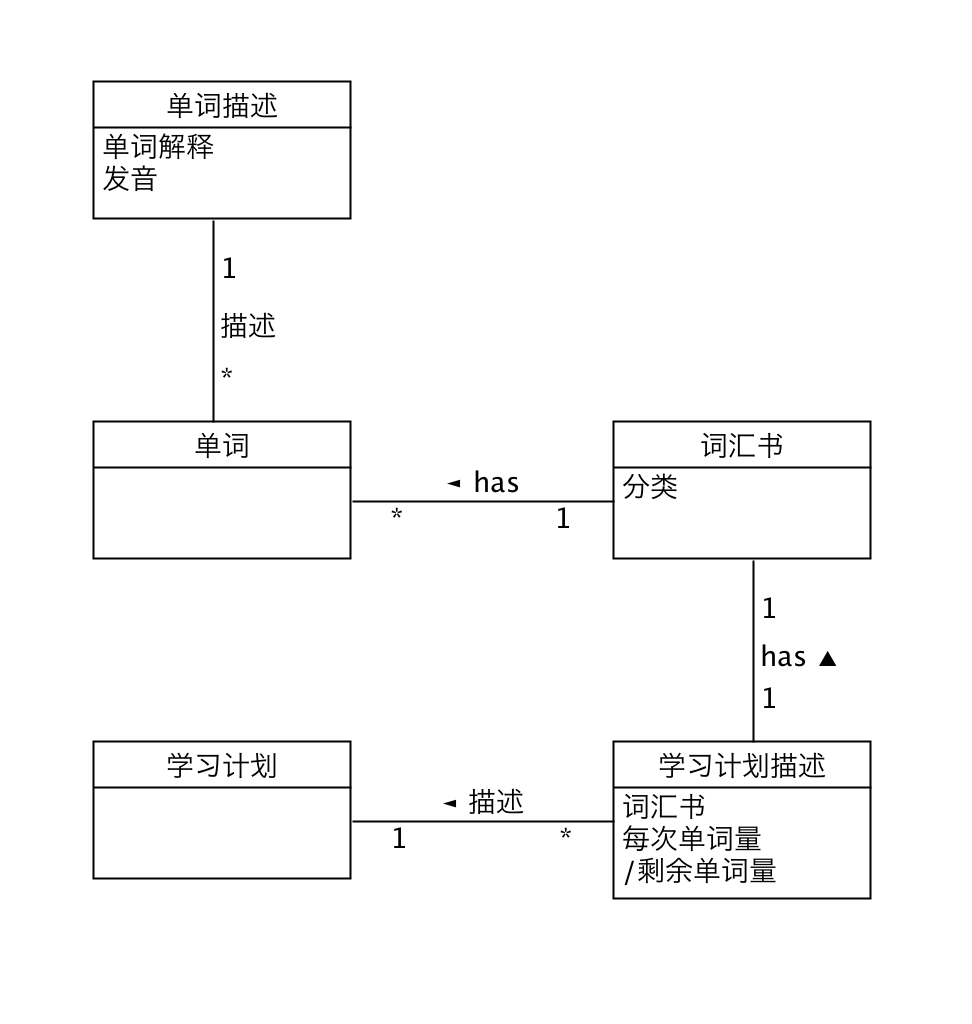 单词描述
单词解释
发音
1
描述
*
单词
词汇书
分类
◄ has
*
1
1
has ▲
1
学习计划
学习计划描述
词汇书
每次单词量
/剩余单词量
◄ 描述
1
*